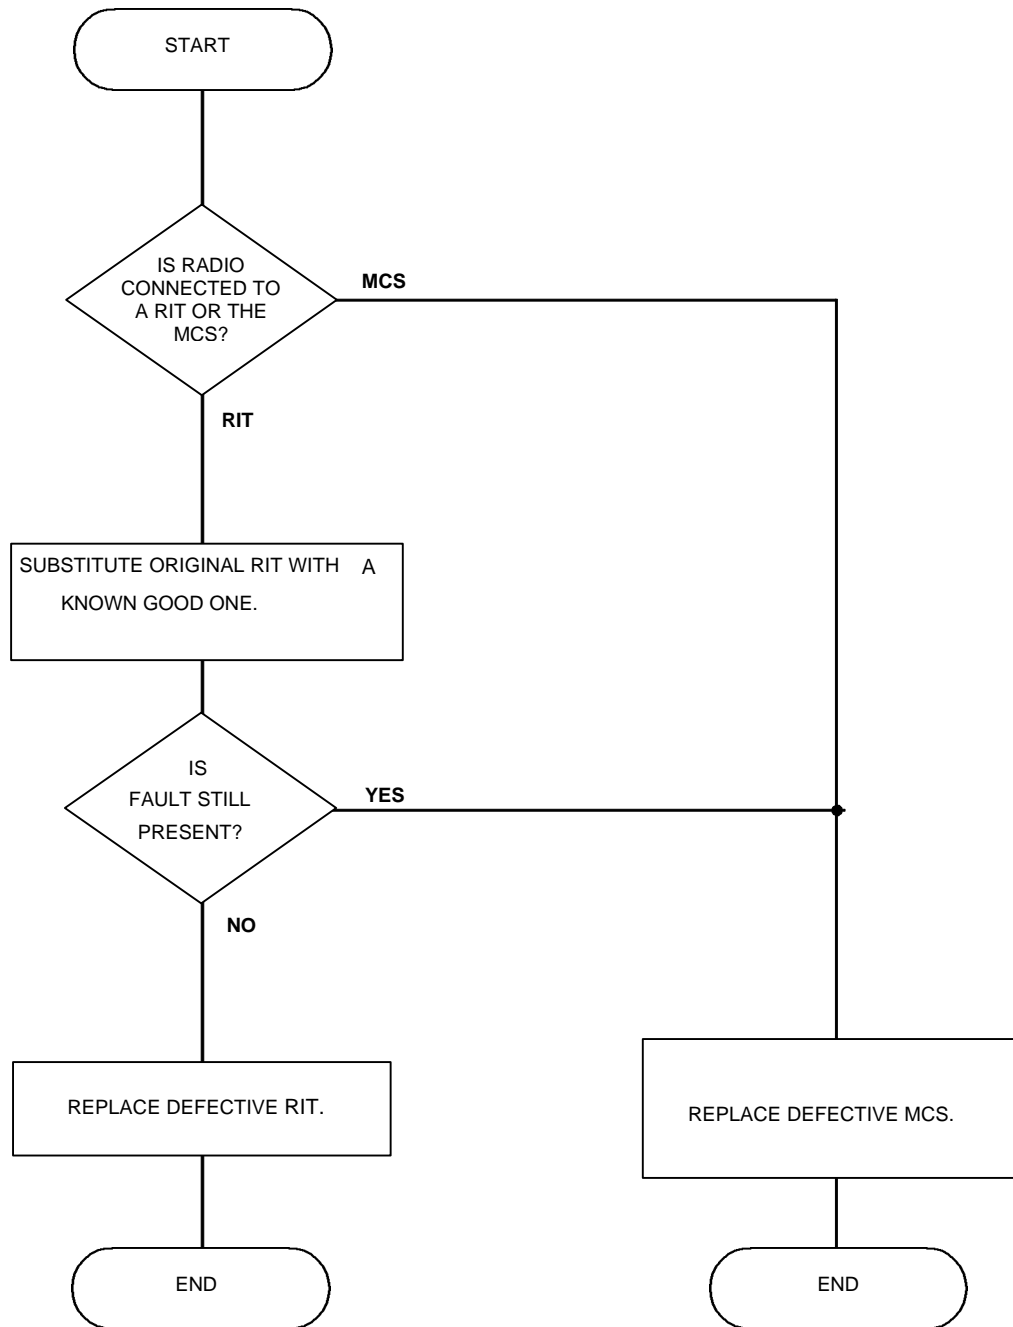 START
IS RADIO
CONNECTED TO
A RIT OR THE
MCS?
MCS
RIT
SUBSTITUTE ORIGINAL RIT WITH A
KNOWN GOOD ONE.
IS
FAULT STILL
PRESENT?
YES
NO
REPLACE DEFECTIVE RIT.
REPLACE DEFECTIVE MCS.
END
END